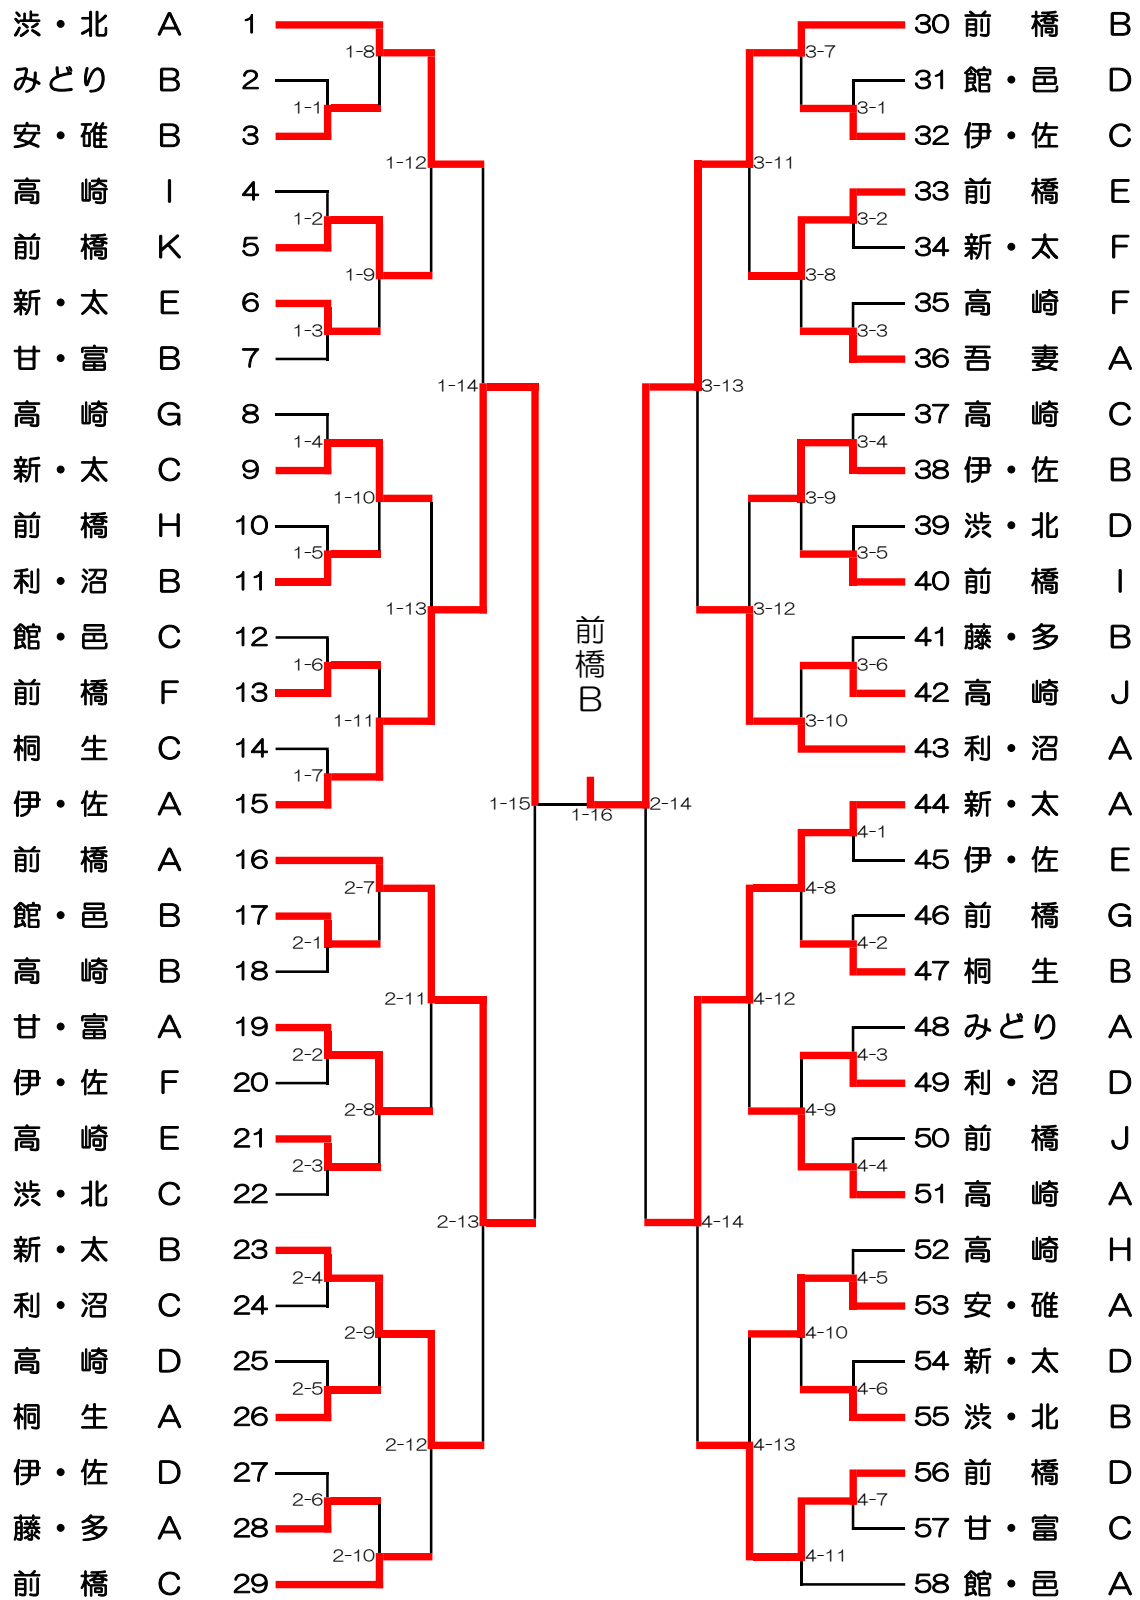 渋・北 A 1
みどり B 2
安・碓 B 3
高崎 I 4
前橋 K 5
新・太 E 6
甘・富 B 7
高崎 G 8
新・太 C 9
前橋 H 10
利・沼 B 11
館・邑 C 12
前橋 F 13
桐生 C 14
伊・佐 A 15
前橋 A 16
館・邑 B 17
高崎 B 18
甘・富 A 19
伊・佐 F 20
高崎 E 21
渋・北 C 22
新・太 B 23
利・沼 C 24
高崎 D 25
桐生 A 26
伊・佐 D 27
藤・多 A 28
前橋 C 29
1-8
1-1
1-12
1-2
1-9
1-3
1-14
1-4
1-10
1-5
1-13
1-6
1-11
1-7
1-15
2-7
2-1
2-11
2-2
2-8
2-3
2-13
2-4
2-9
2-5
2-12
2-6
2-10
前橋B
1-16
2-14
3-7
3-1
3-11
3-2
3-8
3-3
3-13
3-4
3-9
3-5
3-12
3-6
3-10
4-1
4-8
4-2
4-12
4-3
4-9
4-4
4-14
4-5
4-10
4-6
4-13
4-7
4-11
30 前橋 B
31 館・邑 D
32 伊・佐 C
33 前橋 E
34 新・太 F
35 高崎 F
36 吾妻 A
37 高崎 C
38 伊・佐 B
39 渋・北 D
40 前橋 I
41 藤・多 B
42 高崎 J
43 利・沼 A
44 新・太 A
45 伊・佐 E
46 前橋 G
47 桐生 B
48 みどり A
49 利・沼 D
50 前橋 J
51 高崎 A
52 高崎 H
53 安・碓 A
54 新・太 D
55 渋・北 B
56 前橋 D
57 甘・富 C
58 館・邑 A